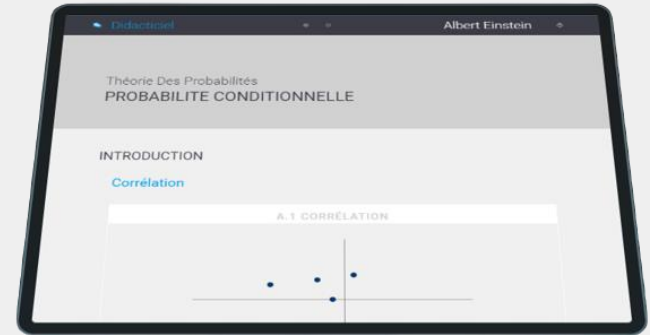 Didacticiel
Albert Einstein
Théorie Des Probabilités
PROBABILITE CONDITIONNELLE
INTRODUCTION
Corrélation
A.1 CORRÉLATION